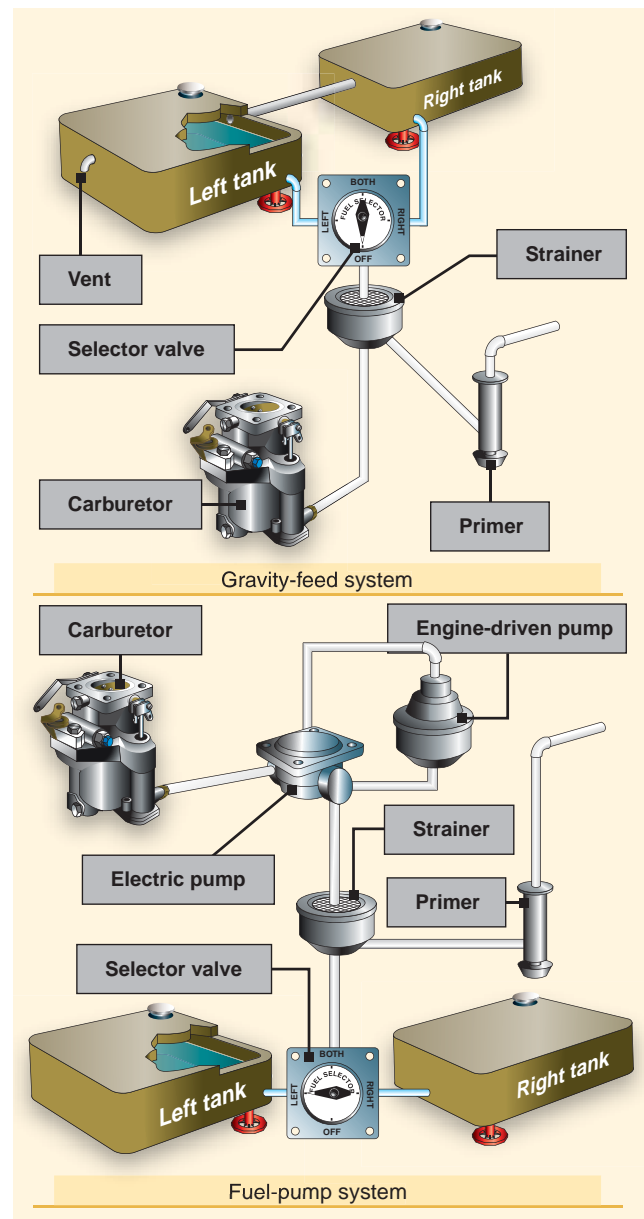 Right tank
Left tank
BOTH
LEFT
FUEL SELECTOR
RIGHT
OFF
Vent
Strainer
Selector valve
Carburetor
Primer
Gravity-feed system
Carburetor
Engine-driven pump
Strainer
Electric pump
Primer
Selector valve
Left tank
BOTH
LEFT
FUEL SELECTOR
RIGHT
OFF
Right tank
Fuel-pump system